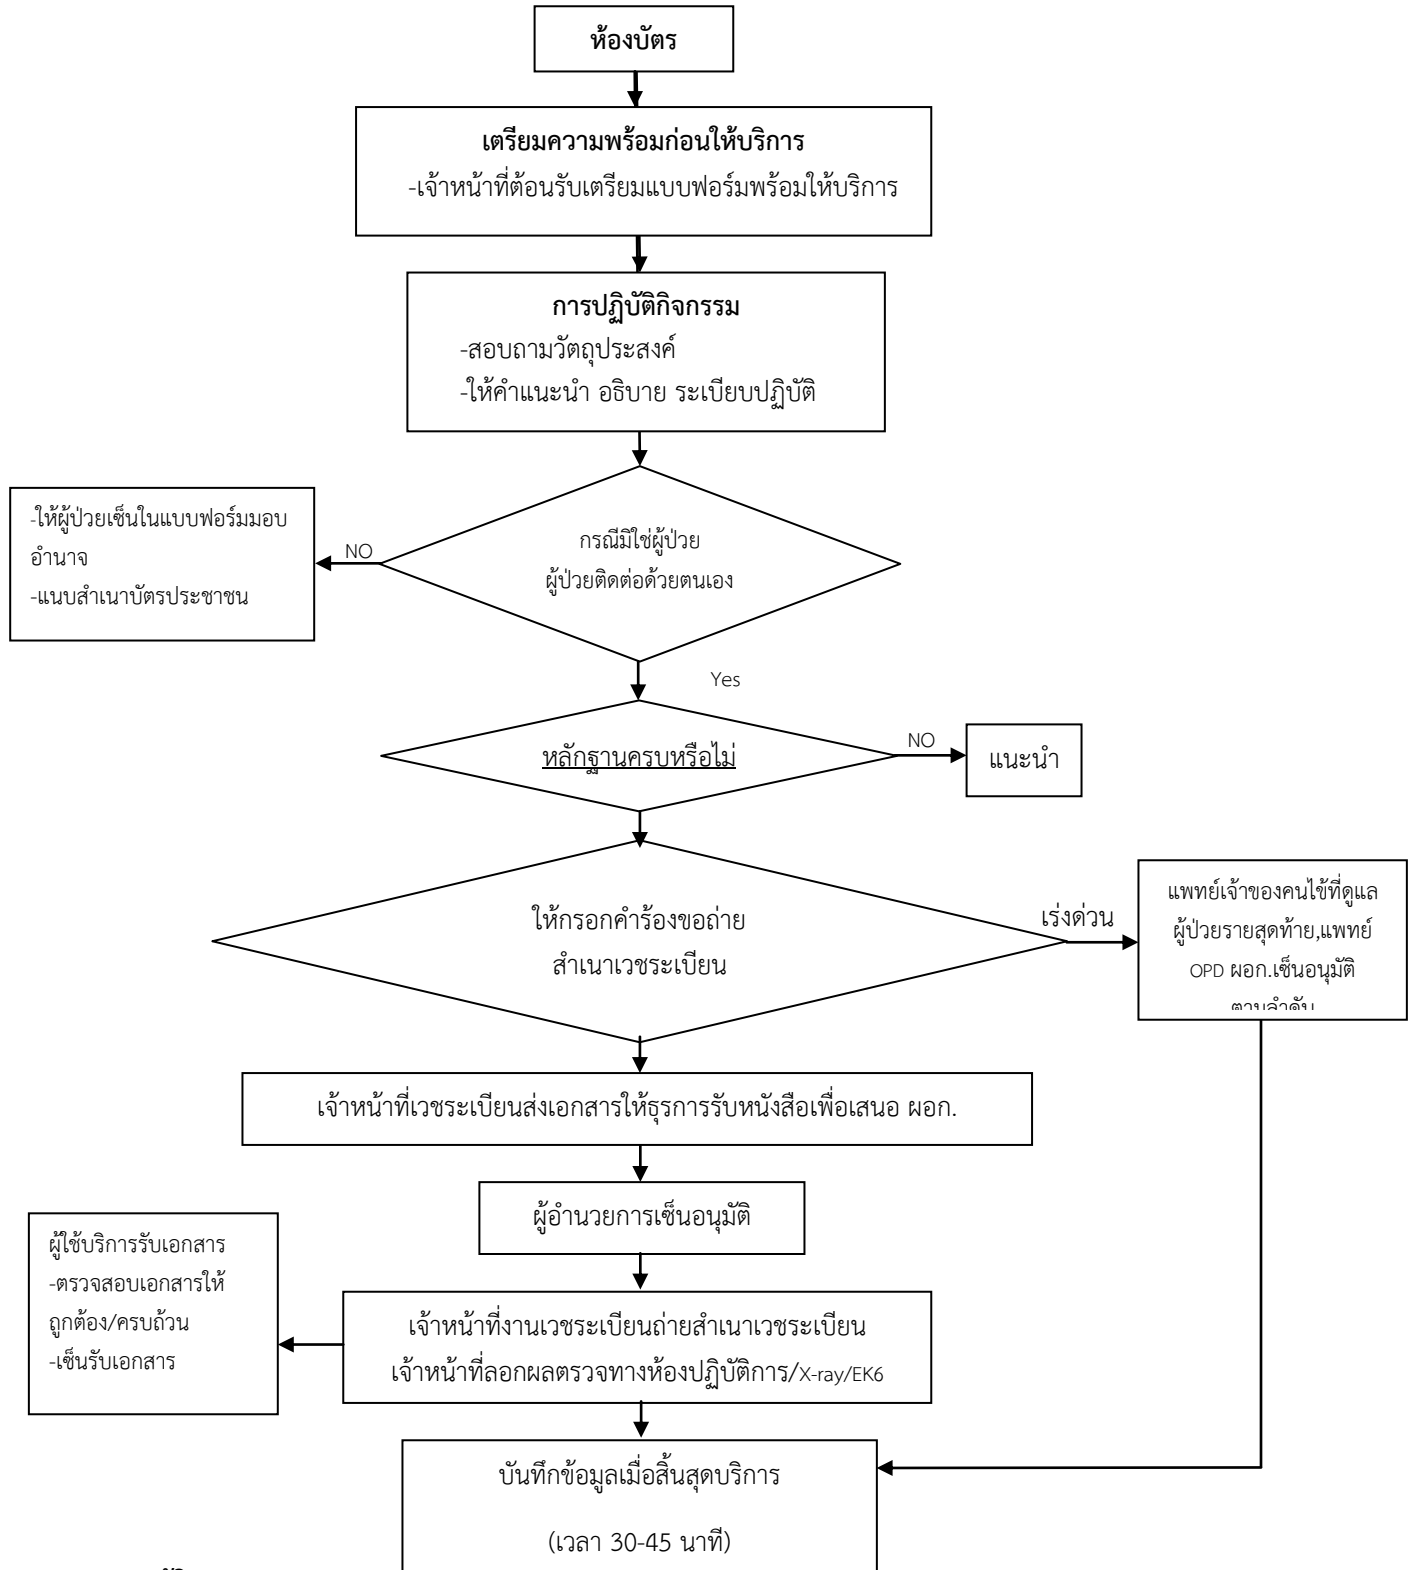 ห้องบัตร
เตรียมความพร้อมก่อนให้บริการ
-เจ้าหน้าที่ต้อนรับเตรียมแบบฟอร์มพร้อมให้บริการ
การปฏิบัติกิจกรรม
-สอบถามวัตถุประสงค์
-ให้คำแนะนำ อธิบาย ระเบียบปฏิบัติ
กรณีมิใช่ผู้ป่วย
ผู้ป่วยติดต่อด้วยตนเอง
NO
-ให้ผู้ป่วยเซ็นในแบบฟอร์มมอบ
อำนาจ
-แนบสำเนาบัตรประชาชน
Yes
หลักฐานครบหรือไม่
NO
แนะนำ
ให้กรอกคำร้องขอถ่าย
สำเนาเวชระเบียน
เร่งด่วน
แพทย์เจ้าของคนไข้ที่ดูแล
ผู้ป่วยรายสุดท้าย,แพทย์
OPD ผอก.เซ็นอนุมัติ
ตามลำดับ
เจ้าหน้าที่เวชระเบียนส่งเอกสารให้ธุรการรับหนังสือเพื่อเสนอ ผอก.
ผู้อำนวยการเซ็นอนุมัติ
เจ้าหน้าที่งานเวชระเบียนถ่ายสำเนาเวชระเบียน
เจ้าหน้าที่ลอกผลตรวจทางห้องปฏิบัติการ/X-ray/EK6
ผู้ใช้บริการรับเอกสาร
-ตรวจสอบเอกสารให้
ถูกต้อง/ครบถ้วน
-เซ็นรับเอกสาร
บันทึกข้อมูลเมื่อสิ้นสุดบริการ
(เวลา 30-45 นาที)